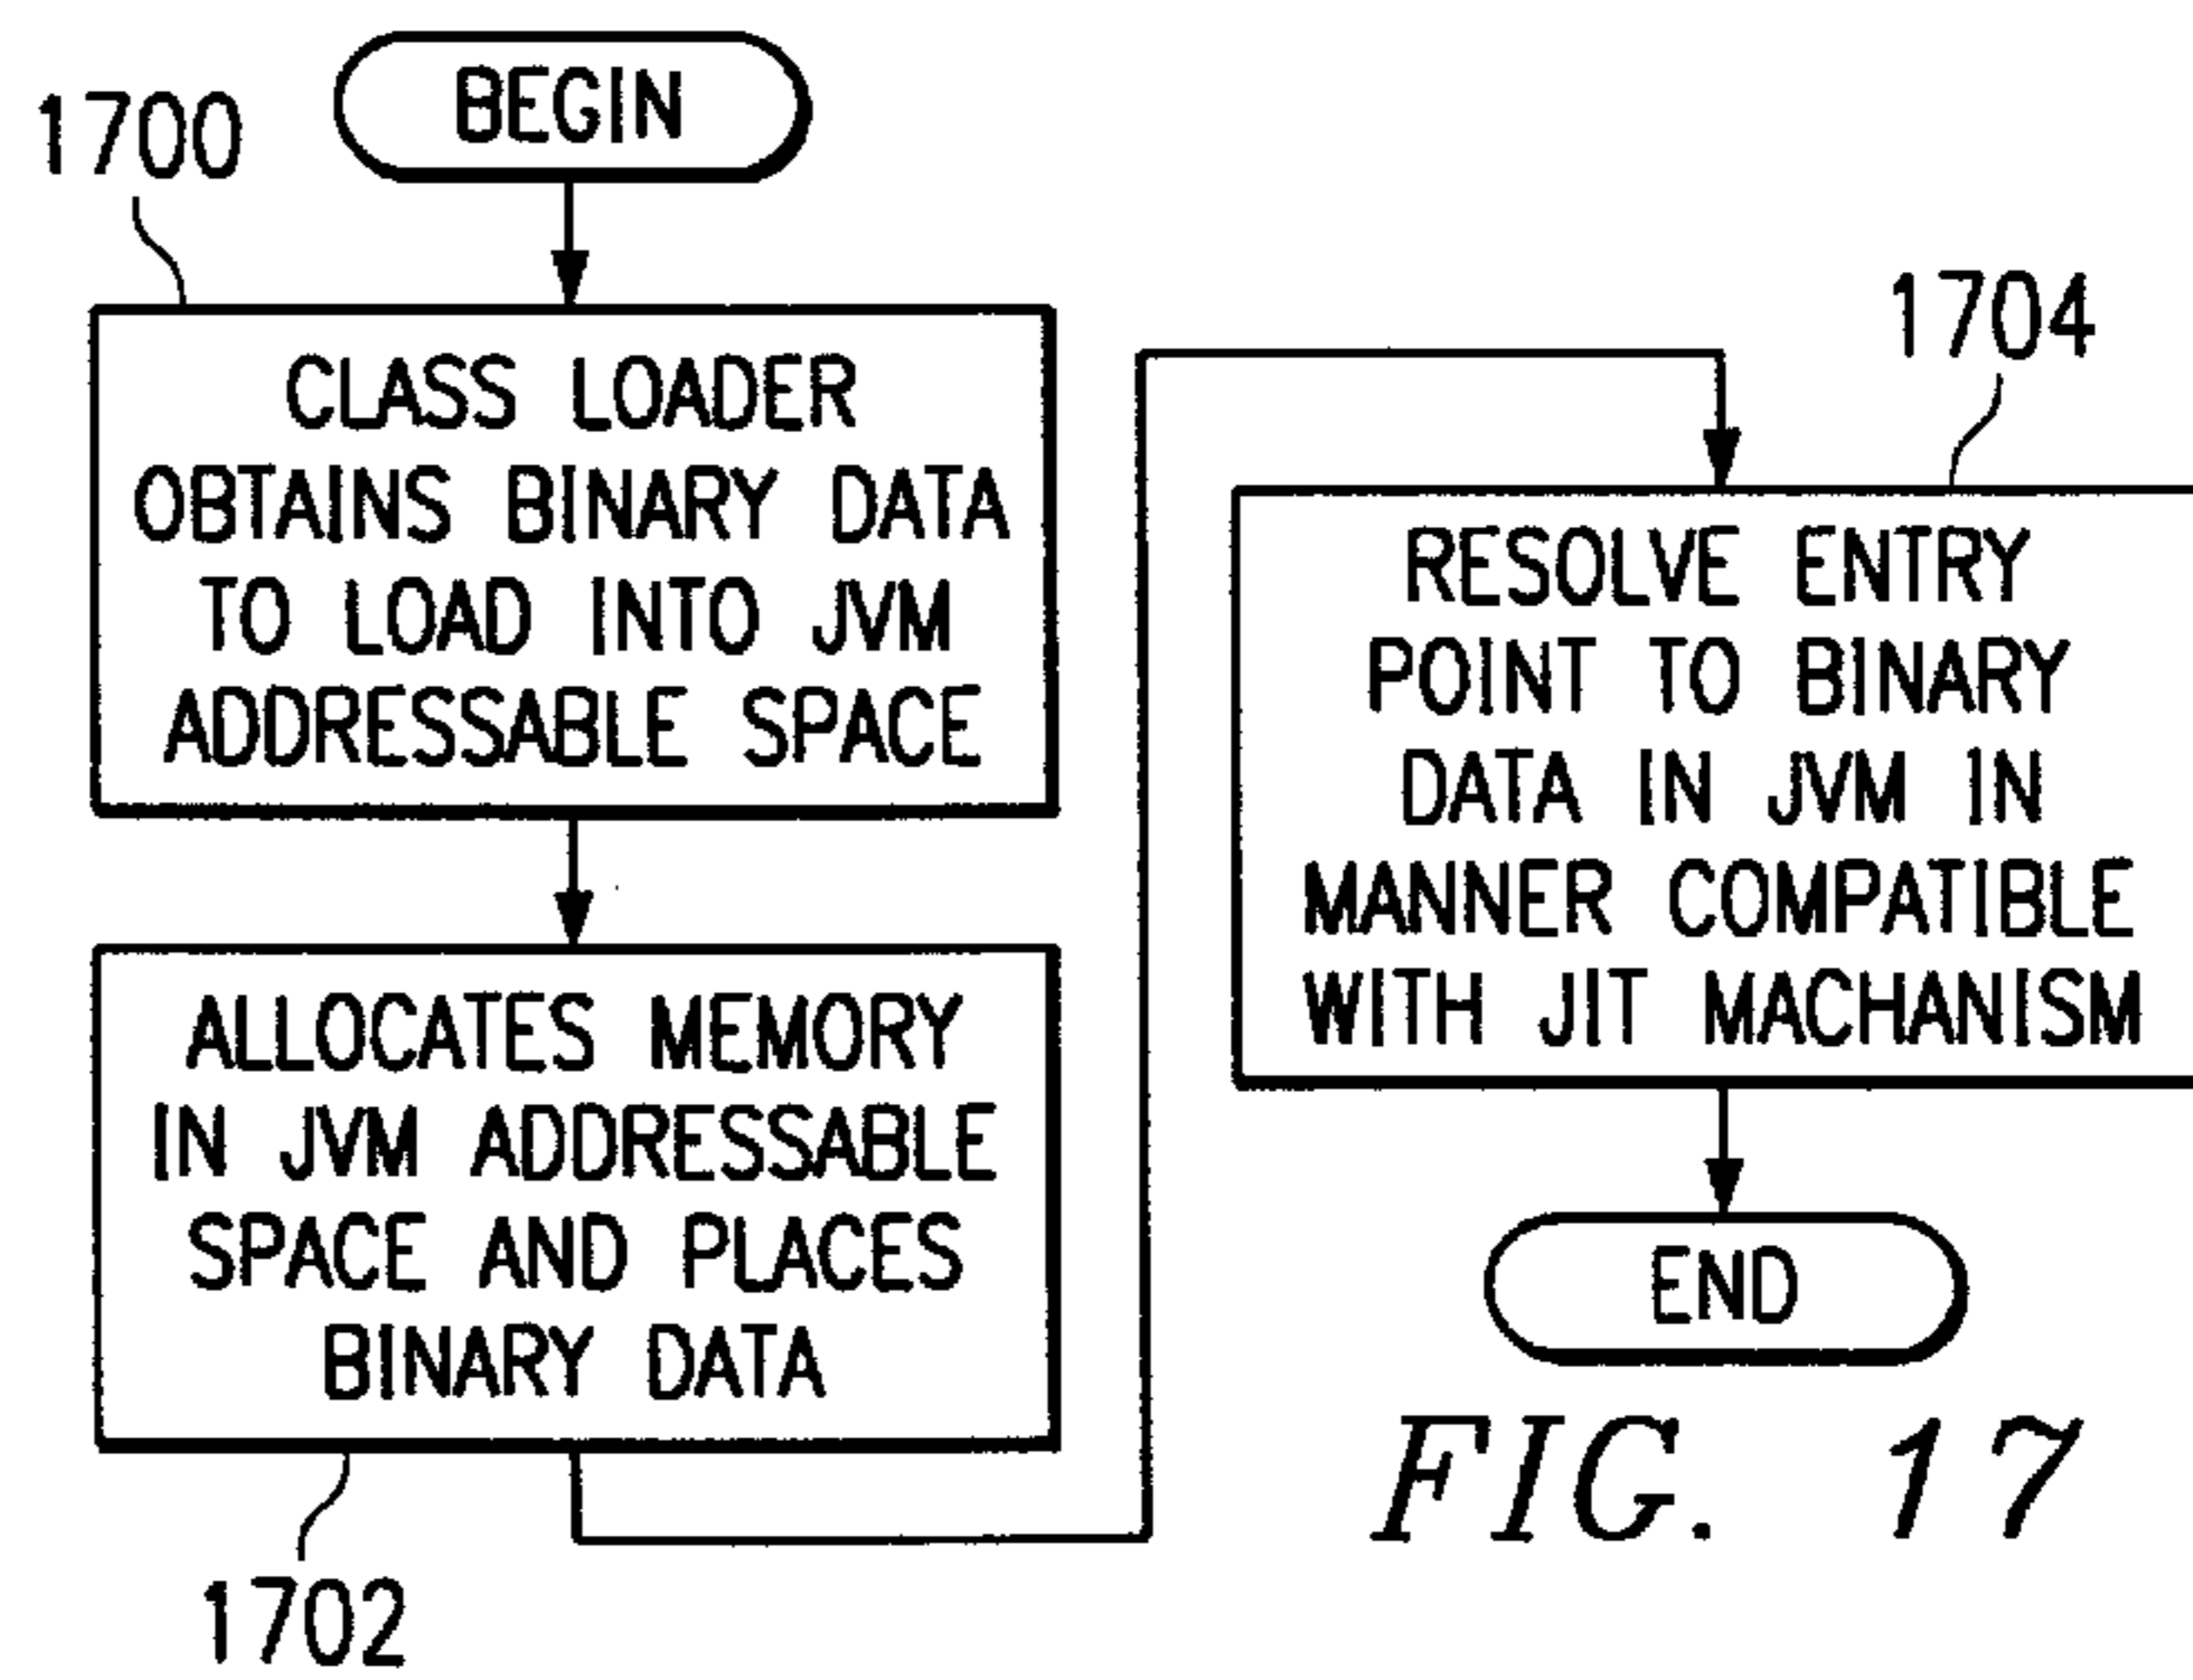 BEGIN
1700
CLASS LOADER
OBTAINS BINARY DATA
TO LOAD INTO JVM
ADDRESSABLE SPACE
ALLOCATES MEMORY
IN JVM ADDRESSABLE
SPACE AND PLACES
BINARY DATA
1702
1704
RESOLVE ENTRY
POINT TO BINARY
DATA IN JVM IN
MANNER COMPATIBLE
WITH JIT MACHANISM
END
FIG. 17